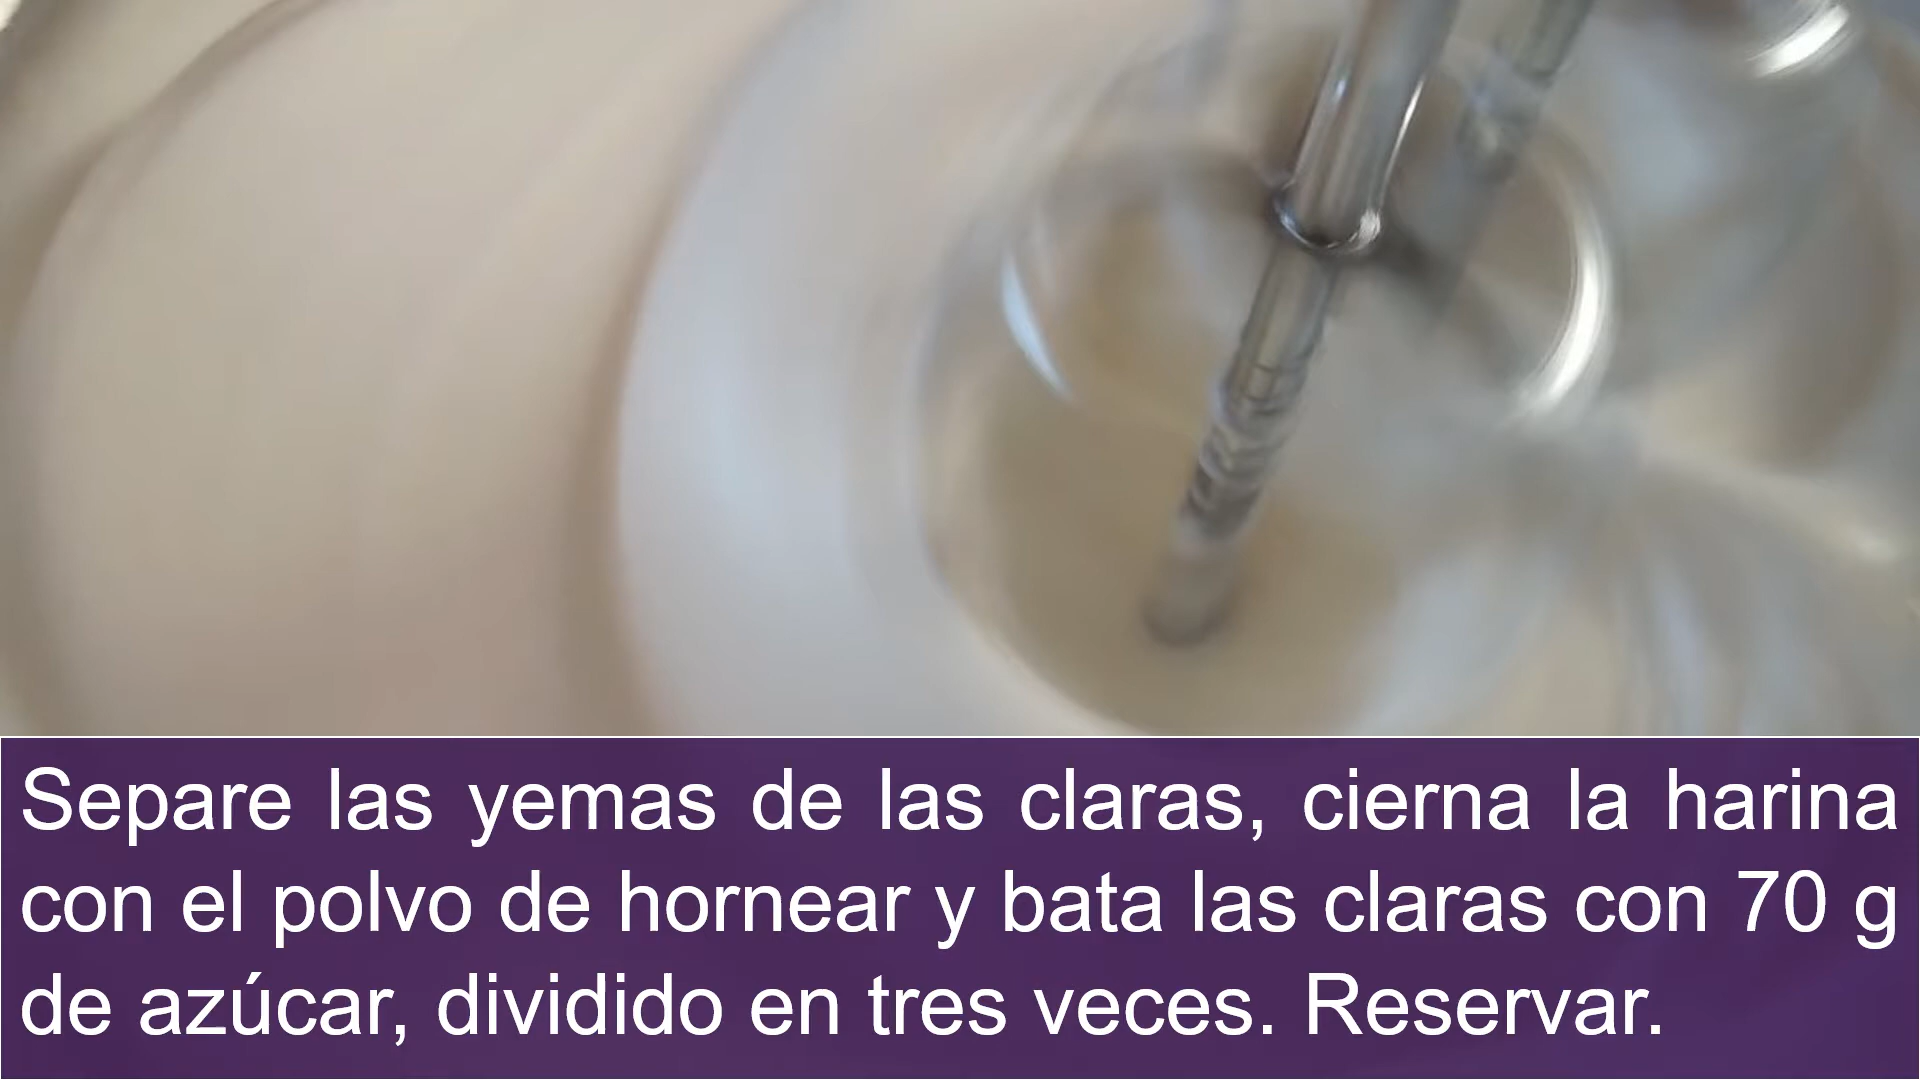 Separe las yemas de las claras, cierna la harina
con el polvo de hornear y bata las claras con 70 g
de azúcar, dividido en tres veces. Reservar.